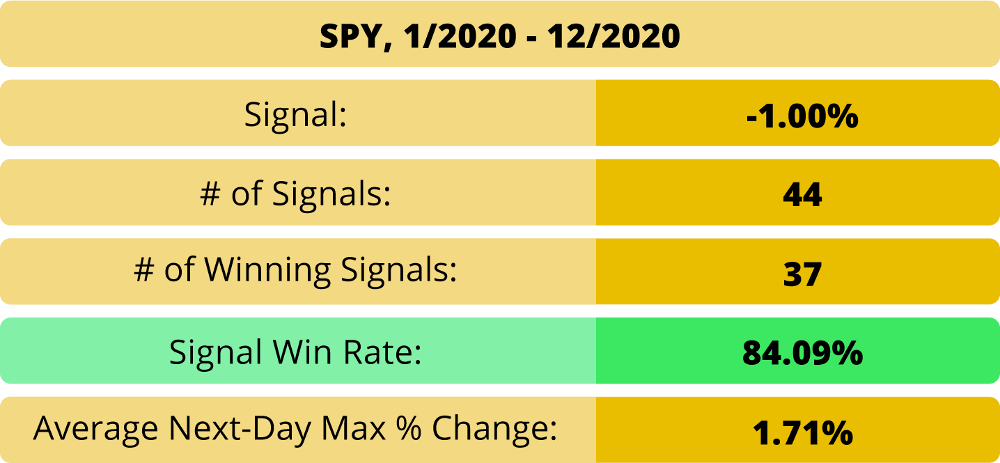 SPY, 1/2020 - 12/2020
Signal: -1.00%
# of Signals: 44
# of Winning Signals: 37
Signal Win Rate: 84.09%
Average Next-Day Max % Change: 1.71%